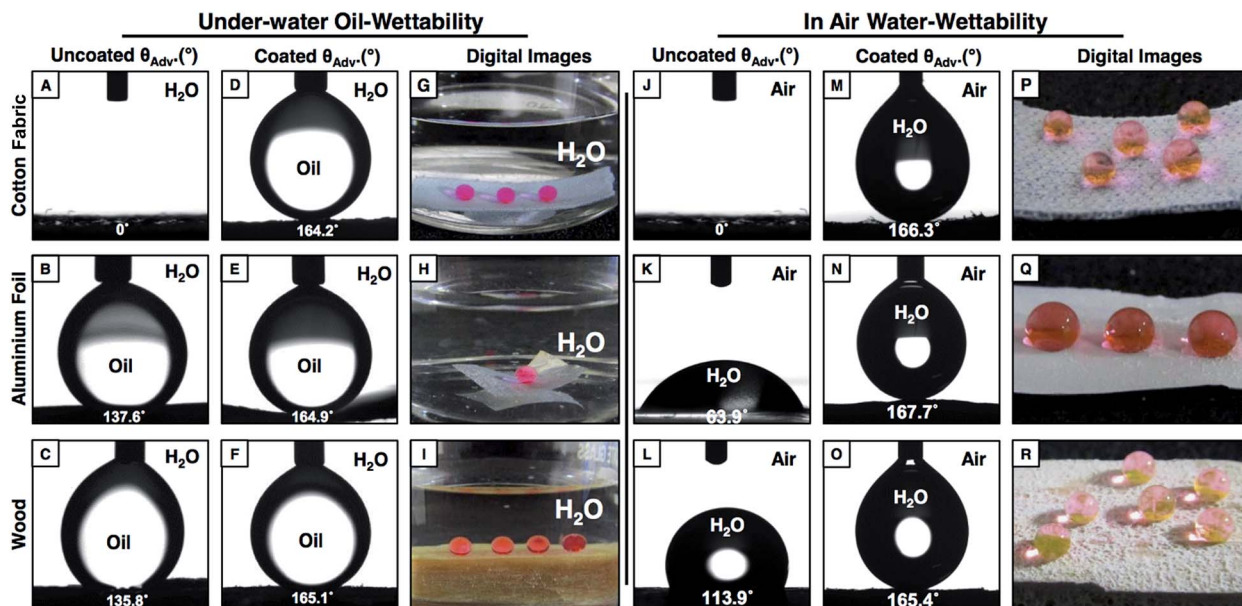 Under-water Oil-Wettability
In Air Water-Wettability
Uncoated θAdv.(°)
Coated θAdv.(°)
Digital Images
Uncoated θAdv.(°)
Coated θAdv.(°)
Digital Images
Cotton Fabric
A
H₂O
0°
D
H₂O
Oil
164.2°
G
H₂O
J
Air
0°
M
Air
H₂O
166.3°
P
Aluminium Foil
B
H₂O
Oil
137.6°
E
H₂O
Oil
164.9°
H
H₂O
K
Air
H₂O
63.9°
N
Air
H₂O
167.7°
Q
Wood
C
H₂O
Oil
135.8°
F
H₂O
Oil
165.1°
I
H₂O
L
Air
H₂O
113.9°
O
Air
H₂O
165.4°
R